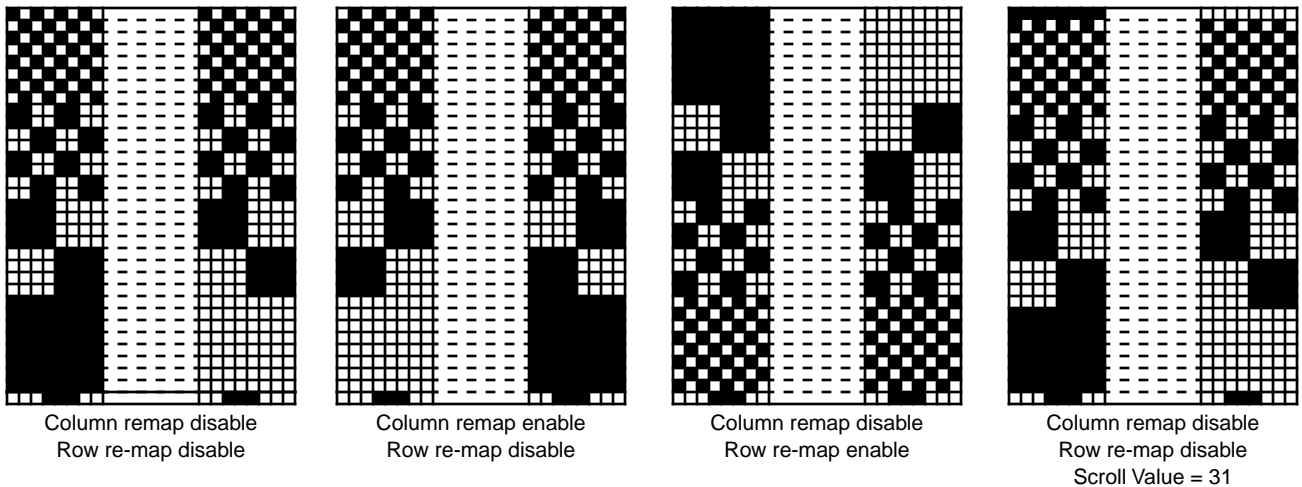 Column remap disable
Row re-map disable
Column remap enable
Row re-map disable
Column remap disable
Row re-map enable
Column remap disable
Row re-map disable
Scroll Value = 31